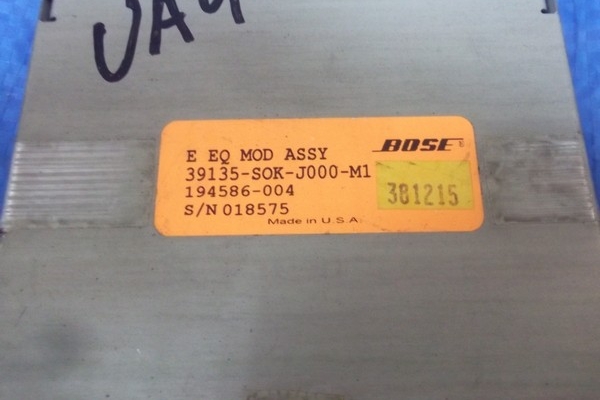 E EQ MOD ASSY
BOSE E
39135-SOK-J000-M1
194586-004
381215
S/N 018575
Made in U.S.A.